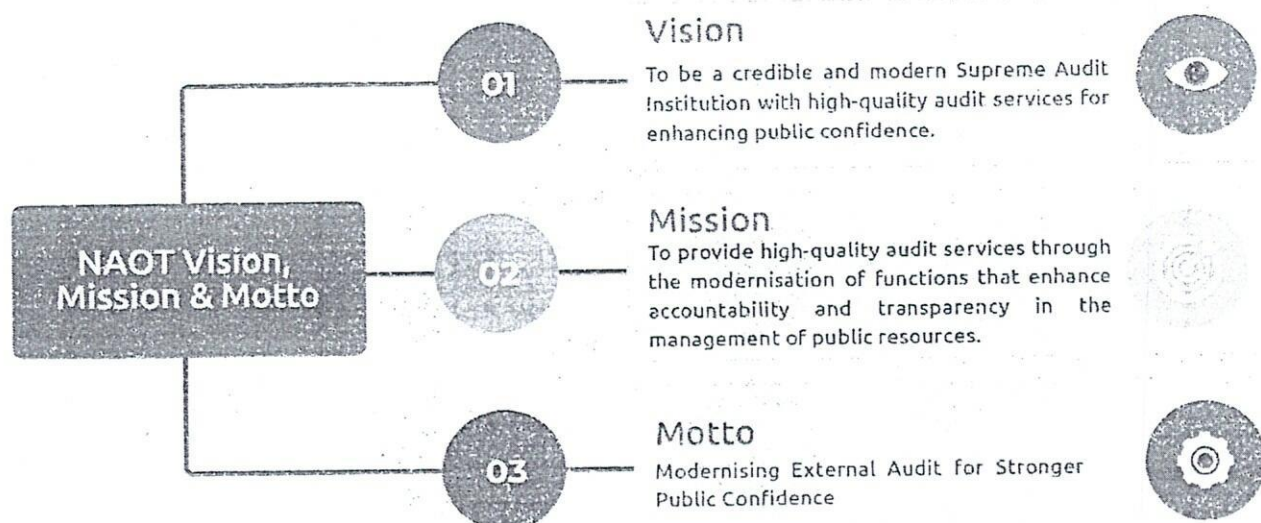 NAOT Vision,
Mission & Motto
01
Vision
To be a credible and modern Supreme Audit
Institution with high-quality audit services for
enhancing public confidence.
02
Mission
To provide high-quality audit services through
the modernisation of functions that enhance
accountability and transparency in the
management of public resources.
03
Motto
Modernising External Audit for Stronger
Public Confidence